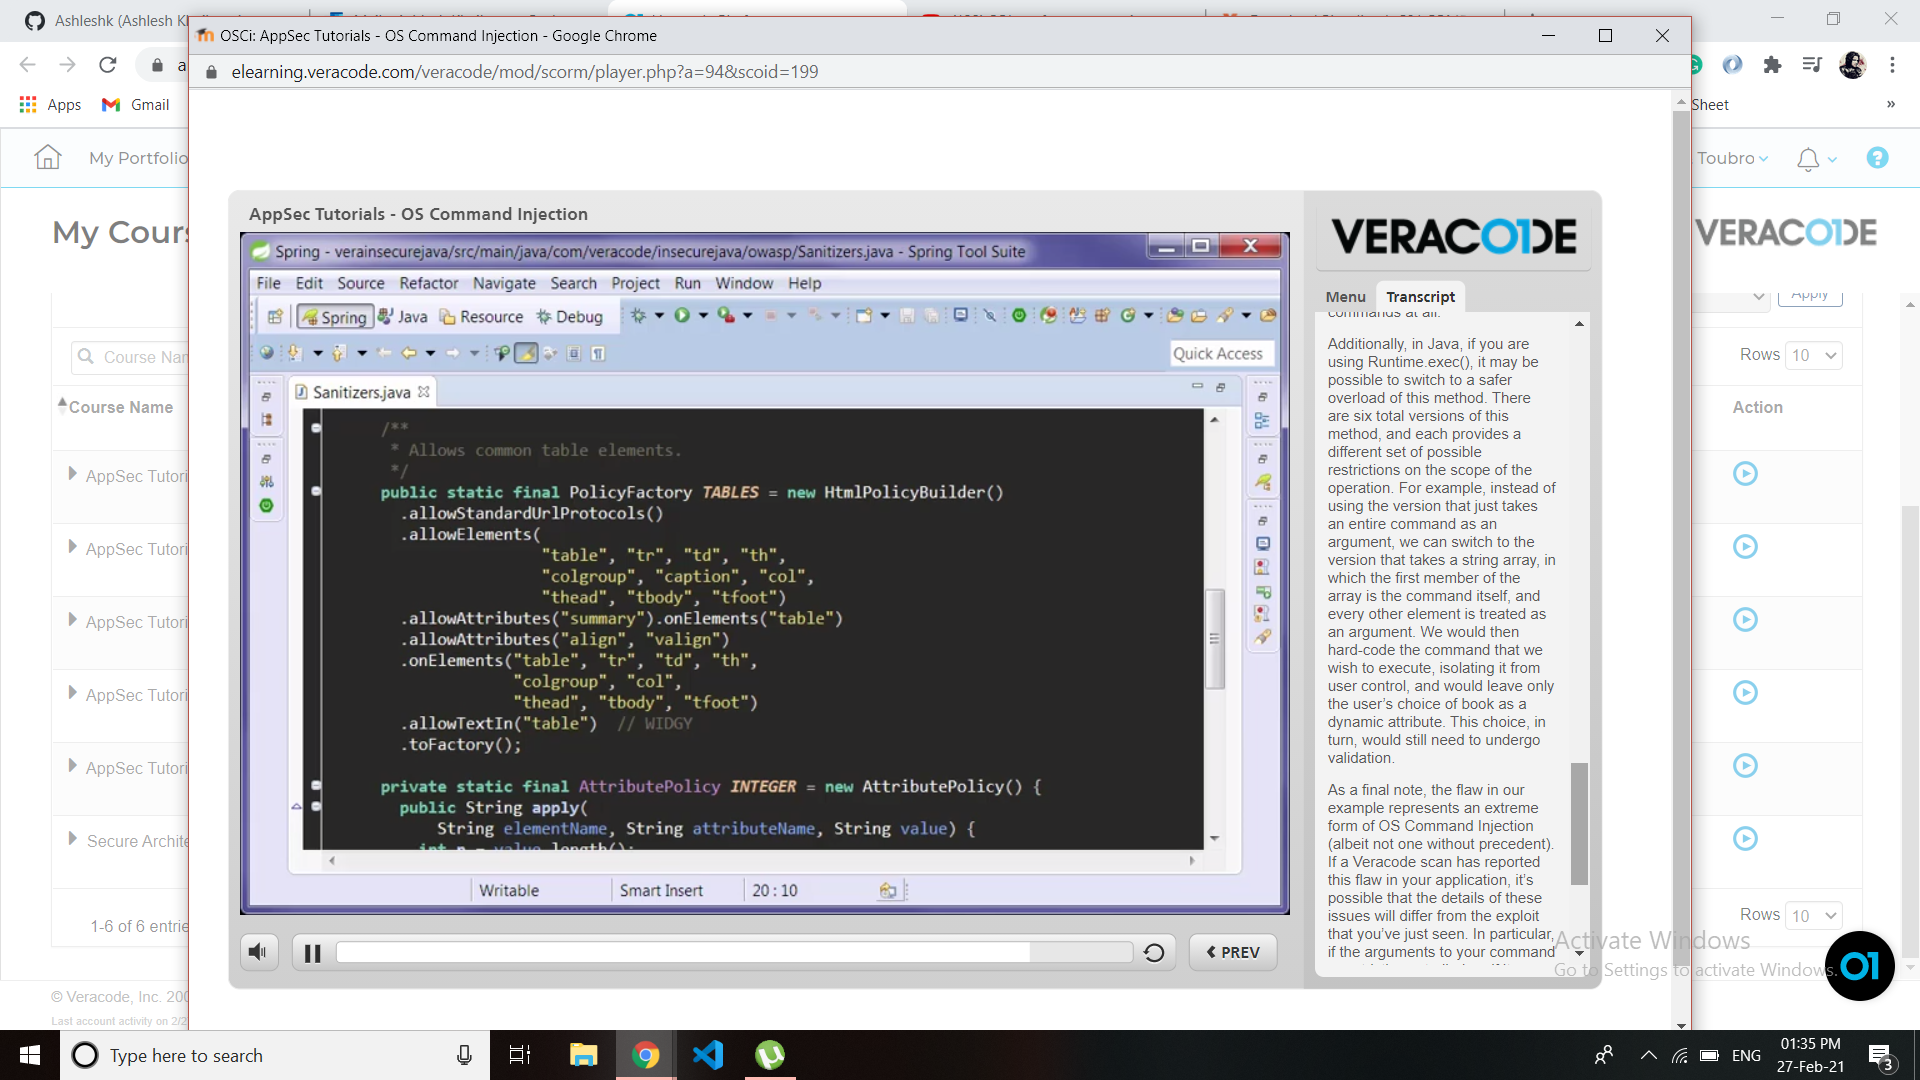 Ashleshk (Ashlesh K
OSCi: AppSec Tutorials - OS Command Injection - Google Chrome
elearning.veracode.com/veracode/mod/scorm/player.php?a=94&scoid=199
Apps
Gmail
Sheet
»
My Portfolio
Toubro
?
My Cours
VERACODE
Apply
Course Nam
Rows 10
Course Name
Action
AppSec Tutori
AppSec Tutori
AppSec Tutori
AppSec Tutori
AppSec Tutori
Secure Archite
1-6 of 6 entrie
Rows 10
© Veracode, Inc. 200
Last account activity on 2/2
AppSec Tutorials - OS Command Injection
Spring - verainsecurejava/src/main/java/com/veracode/insecurejava/owasp/Sanitizers.java - Spring Tool Suite
File Edit Source Refactor Navigate Search Project Run Window Help
Spring Java Resource Debug
Quick Access
Sanitizers.java
/**
* Allows common table elements.
*/
public static final PolicyFactory TABLES = new HtmlPolicyBuilder()
.allowStandardUrlProtocols()
.allowElements(
"table", "tr", "td", "th",
"colgroup", "caption", "col",
"thead", "tbody", "tfoot")
.allowAttributes("summary").onElements("table")
.allowAttributes("align", "valign")
.onElements("table", "tr", "td", "th",
"colgroup", "col",
"thead", "tbody", "tfoot")
.allowTextIn("table") // WIDGY
.toFactory();
private static final AttributePolicy INTEGER = new AttributePolicy() {
public String apply(
String elementName, String attributeName, String value) {
int n = value.length();
Writable
Smart Insert
20 : 10
PREV
VERACODE
Menu
Transcript
commands at all.
Additionally, in Java, if you are
using Runtime.exec(), it may be
possible to switch to a safer
overload of this method. There
are six total versions of this
method, and each provides a
different set of possible
restrictions on the scope of the
operation. For example, instead of
using the version that just takes
an entire command as an
argument, we can switch to the
version that takes a string array, in
which the first member of the
array is the command itself, and
every other element is treated as
an argument. We would then
hard-code the command that we
wish to execute, isolating it from
user control, and would leave only
the user's choice of book as a
dynamic attribute. This choice, in
turn, would still need to undergo
validation.
As a final note, the flaw in our
example represents an extreme
form of OS Command Injection
(albeit not one without precedent).
If a Veracode scan has reported
this flaw in your application, it's
possible that the details of these
issues will differ from the exploit
that you've just seen. In particular,
if the arguments to your command
Activate Windows
Go to Settings to activate Windows.
01
Type here to search
ENG
01:35 PM
27-Feb-21
3